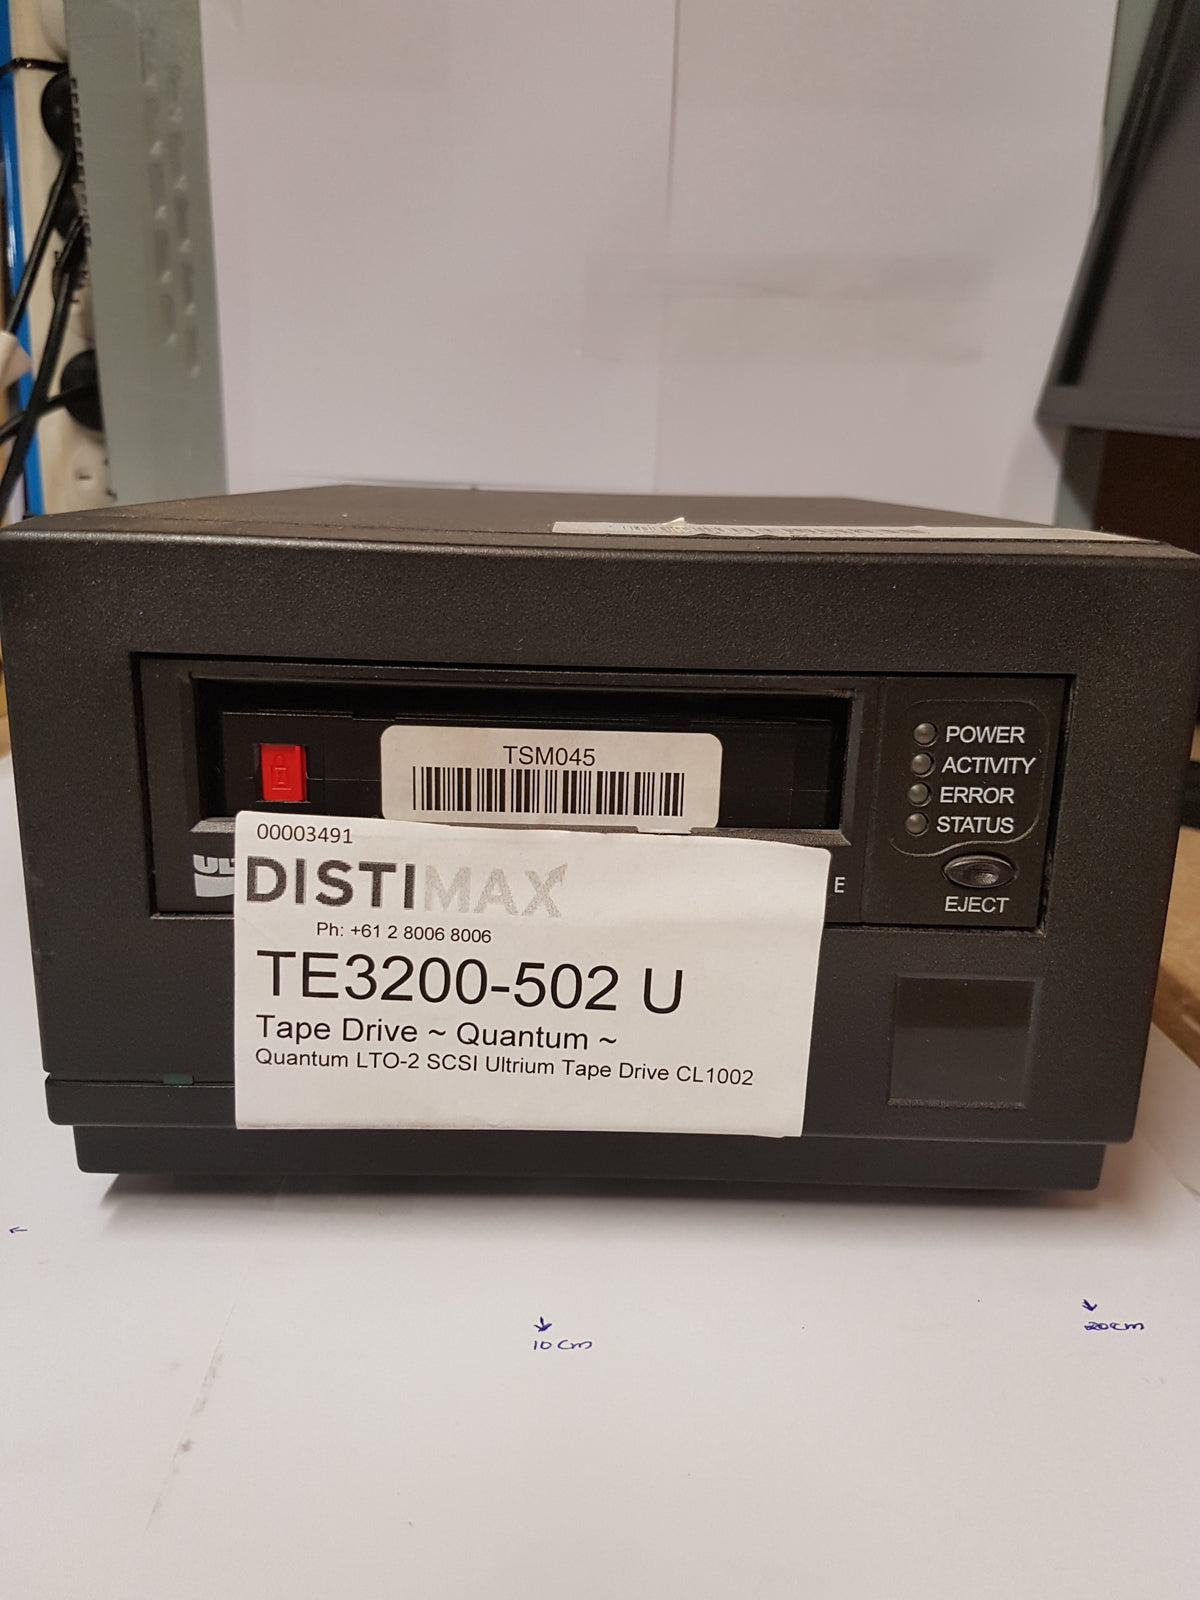 TSM045
POWER
ACTIVITY
ERROR
STATUS
EJECT
00003491
DISTIMAX
Ph: +61 2 8006 8006
TE3200-502 U
Tape Drive ~ Quantum ~
Quantum LTO-2 SCSI Ultrium Tape Drive CL1002
10cm
20cm